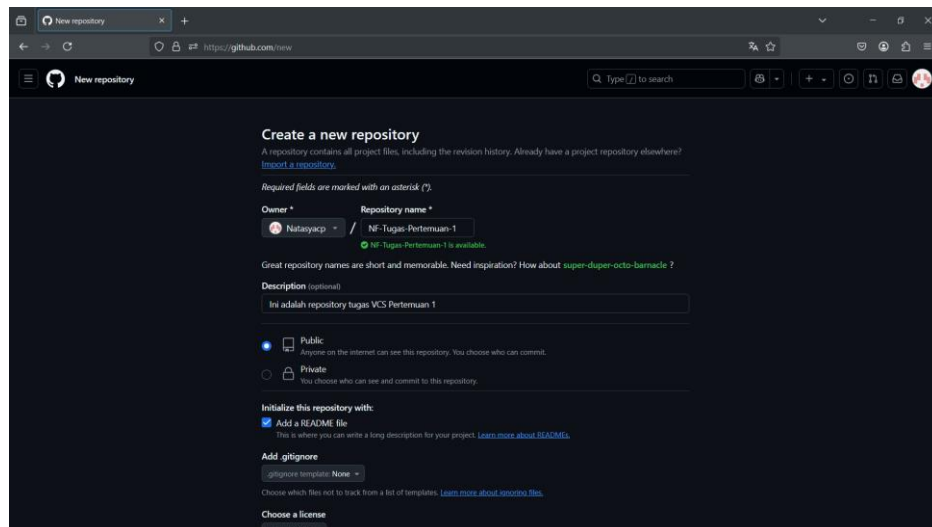 New repository
https://github.com/new
New repository
Type / to search
Create a new repository
A repository contains all project files, including the revision history. Already have a project repository elsewhere?
Import a repository.
Required fields are marked with an asterisk (*).
Owner * Repository name *
Natasyacp / NF-Tugas-Pertemuan-1
NF-Tugas-Pertemuan-1 is available.
Great repository names are short and memorable. Need inspiration? How about super-duper-octo-barnacle ?
Description (optional)
Ini adalah repository tugas VCS Pertemuan 1
Public
Anyone on the internet can see this repository. You choose who can commit.
Private
You choose who can see and commit to this repository.
Initialize this repository with:
Add a README file
This is where you can write a long description for your project. Learn more about READMEs.
Add .gitignore
.gitignore template: None
Choose which files not to track from a list of templates. Learn more about ignoring files.
Choose a license